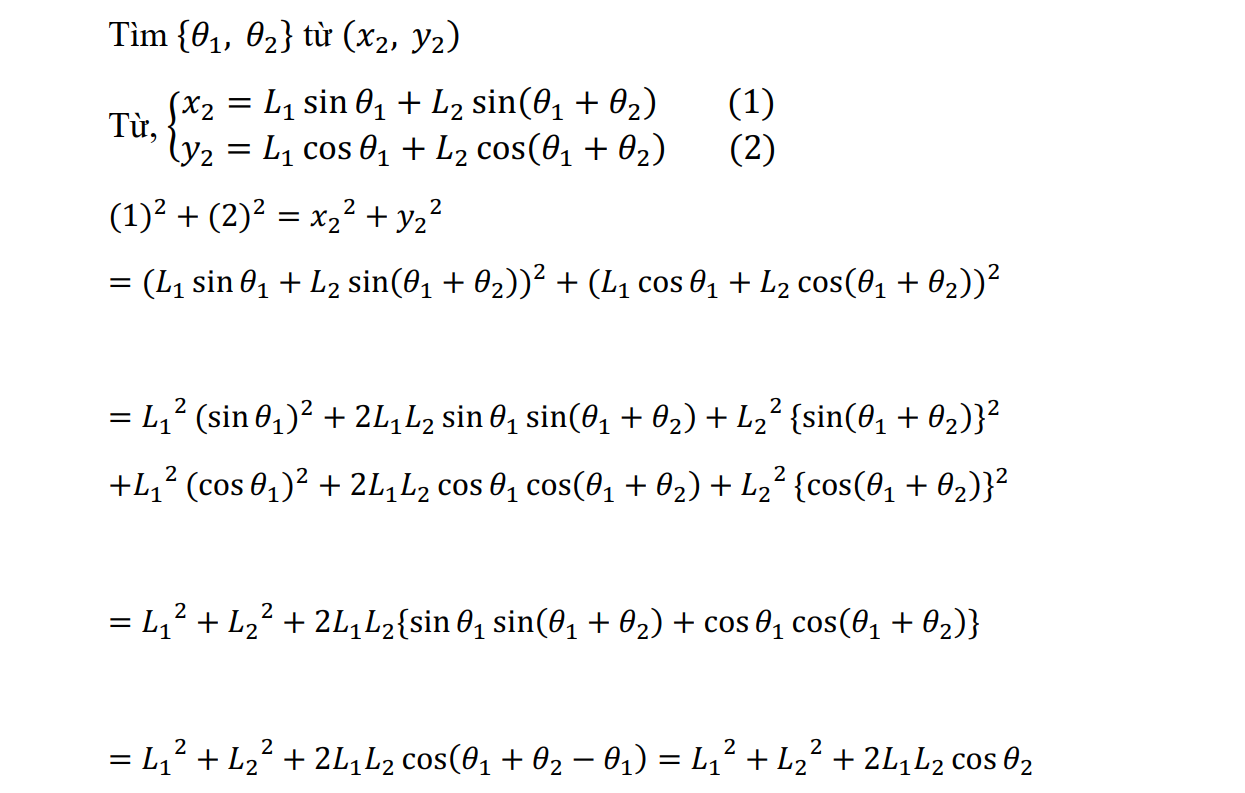 Tìm {θ₁, θ₂} từ (x₂, y₂)
Từ, {x₂ = L₁ sin θ₁ + L₂ sin(θ₁ + θ₂) (1)
y₂ = L₁ cos θ₁ + L₂ cos(θ₁ + θ₂) (2)
(1)² + (2)² = x₂² + y₂²
= (L₁ sin θ₁ + L₂ sin(θ₁ + θ₂))² + (L₁ cos θ₁ + L₂ cos(θ₁ + θ₂))²
= L₁² (sin θ₁)² + 2L₁L₂ sin θ₁ sin(θ₁ + θ₂) + L₂² {sin(θ₁ + θ₂)}²
+L₁² (cos θ₁)² + 2L₁L₂ cos θ₁ cos(θ₁ + θ₂) + L₂² {cos(θ₁ + θ₂)}²
= L₁² + L₂² + 2L₁L₂{sin θ₁ sin(θ₁ + θ₂) + cos θ₁ cos(θ₁ + θ₂)}
= L₁² + L₂² + 2L₁L₂ cos(θ₁ + θ₂ − θ₁) = L₁² + L₂² + 2L₁L₂ cos θ₂